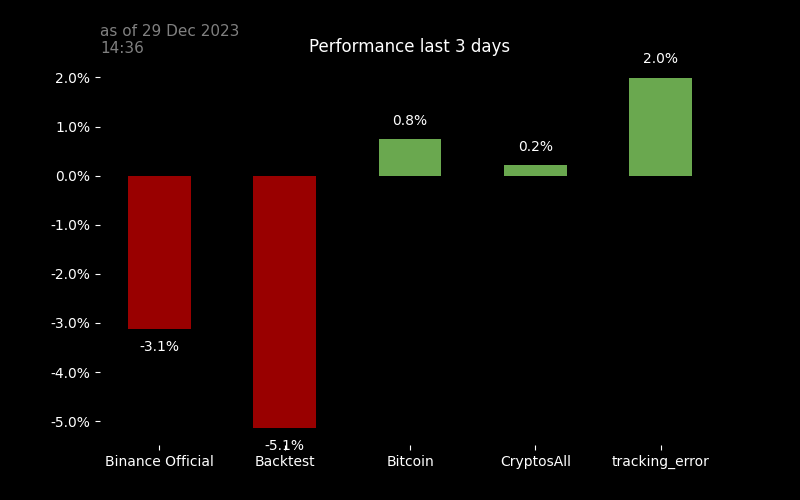 as of 29 Dec 2023
14:36
Performance last 3 days
2.0%
1.0%
0.0%
-1.0%
-2.0%
-3.0%
-4.0%
-5.0%
-3.1%
-5.1%
0.8%
0.2%
2.0%
Binance Official
Backtest
Bitcoin
CryptosAll
tracking_error